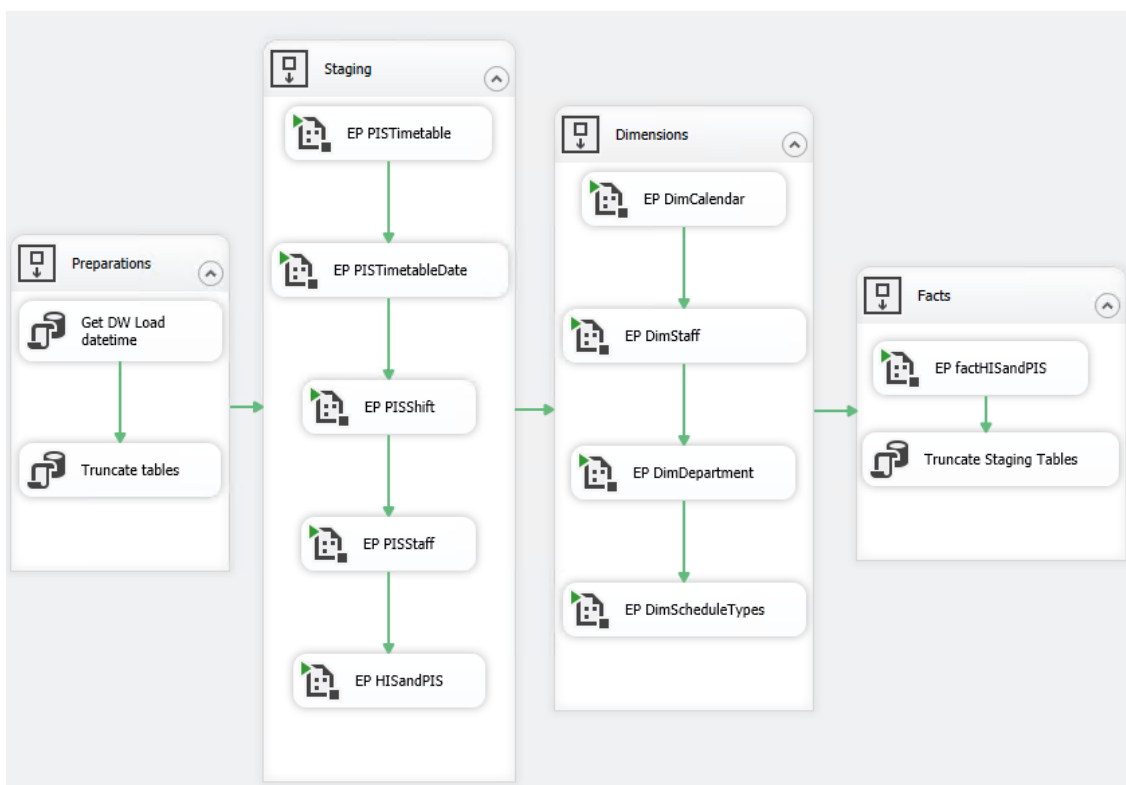 Preparations
Get DW Load
datetime
Truncate tables
Staging
EP PISTimetable
EP PISTimetableDate
EP PISShift
EP PISStaff
EP HISandPIS
Dimensions
EP DimCalendar
EP DimStaff
EP DimDepartment
EP DimScheduleTypes
Facts
EP factHISandPIS
Truncate Staging Tables